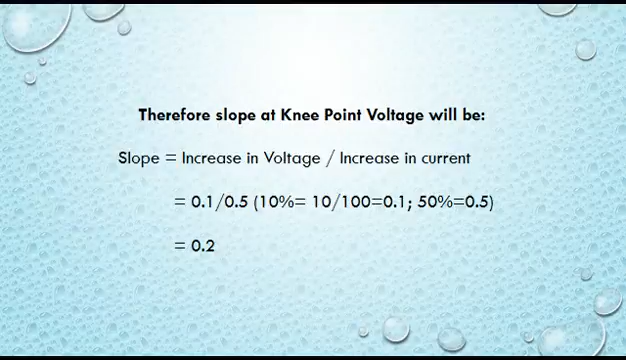 Therefore slope at Knee Point Voltage will be:
Slope = Increase in Voltage / Increase in current
= 0.1/0.5 (10%= 10/100=0.1; 50%=0.5)
= 0.2